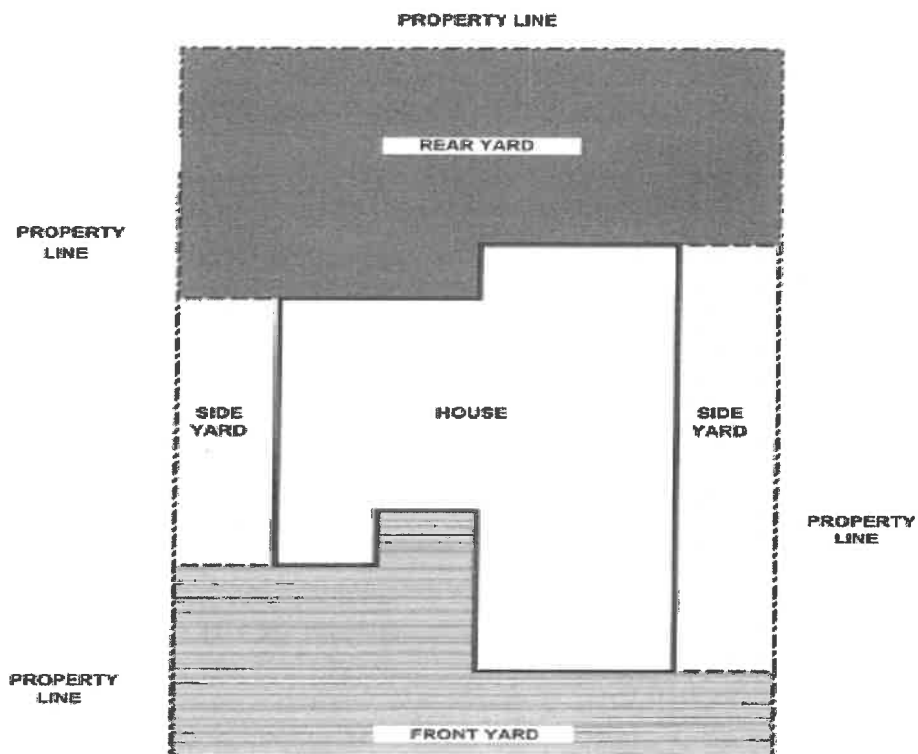 PROPERTY LINE
REAR YARD
PROPERTY
LINE
SIDE
YARD
HOUSE
SIDE
YARD
PROPERTY
LINE
PROPERTY
LINE
FRONT YARD